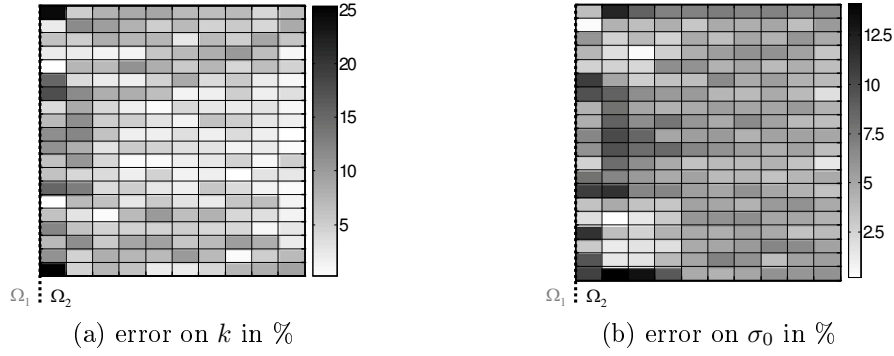 25
20
15
10
5
12.5
10
7.5
5
2.5
Ω₁ Ω₂
Ω₁ Ω₂
(a) error on k in %
(b) error on σ₀ in %